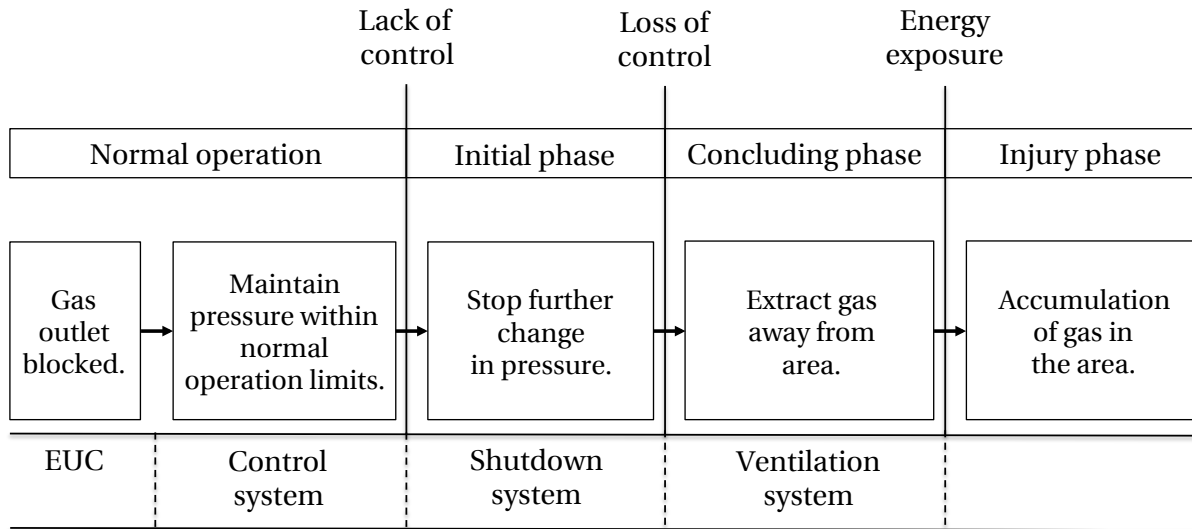 Lack of
control
Loss of
control
Energy
exposure
Normal operation
Initial phase
Concluding phase
Injury phase
Gas
outlet
blocked.
Maintain
pressure within
normal
operation limits.
Stop further
change
in pressure.
Extract gas
away from
area.
Accumulation
of gas in
the area.
EUC
Control
system
Shutdown
system
Ventilation
system